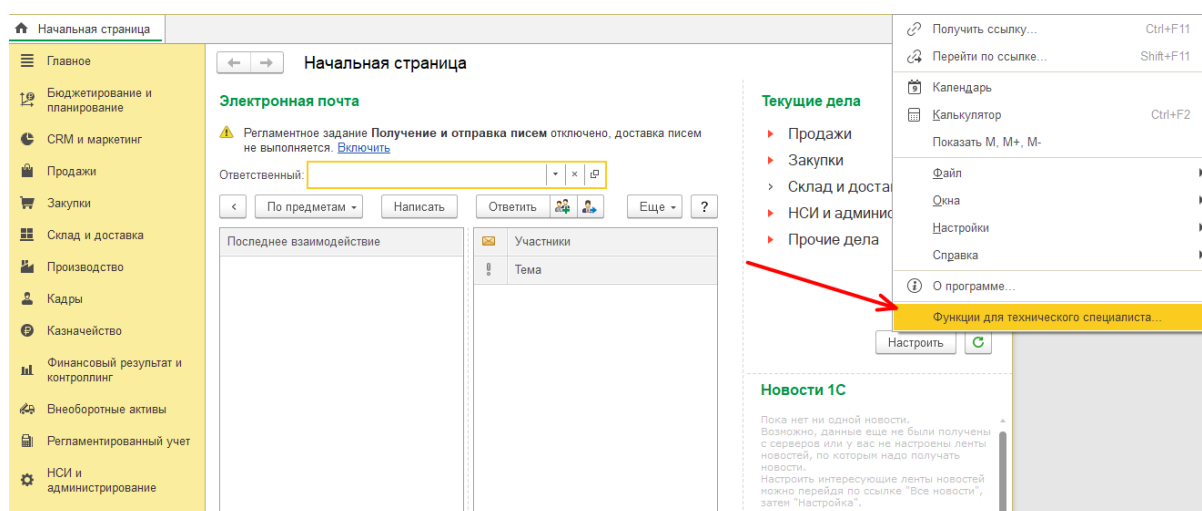 Начальная страница
Главное
Бюджетирование и
планирование
CRM и маркетинг
Продажи
Закупки
Склад и доставка
Производство
Кадры
Казначейство
Финансовый результат и
контроллинг
Внеоборотные активы
Регламентированный учет
НСИ и
администрирование
Начальная страница
Электронная почта
Регламентное задание Получение и отправка писем отключено, доставка писем
не выполняется. Включить
Ответственный:
По предметам
Написать
Ответить
Еще
?
Последнее взаимодействие
Участники
Тема
Текущие дела
Продажи
Закупки
Склад и доста
НСИ и админис
Прочие дела
Настроить
Новости 1С
Пока нет ни одной новости.
Возможно, данные еще не были получены
с серверов или у вас не настроены ленты
новостей, по которым надо получать
новости.
Настроить интересующие ленты новостей
можно перейдя по ссылке "Все новости",
затем "Настройка".
Получить ссылку... Ctrl+F11
Перейти по ссылке... Shift+F11
Календарь
Калькулятор Ctrl+F2
Показать M, M+, M-
Файл
Окна
Настройки
Справка
О программе...
Функции для технического специалиста...